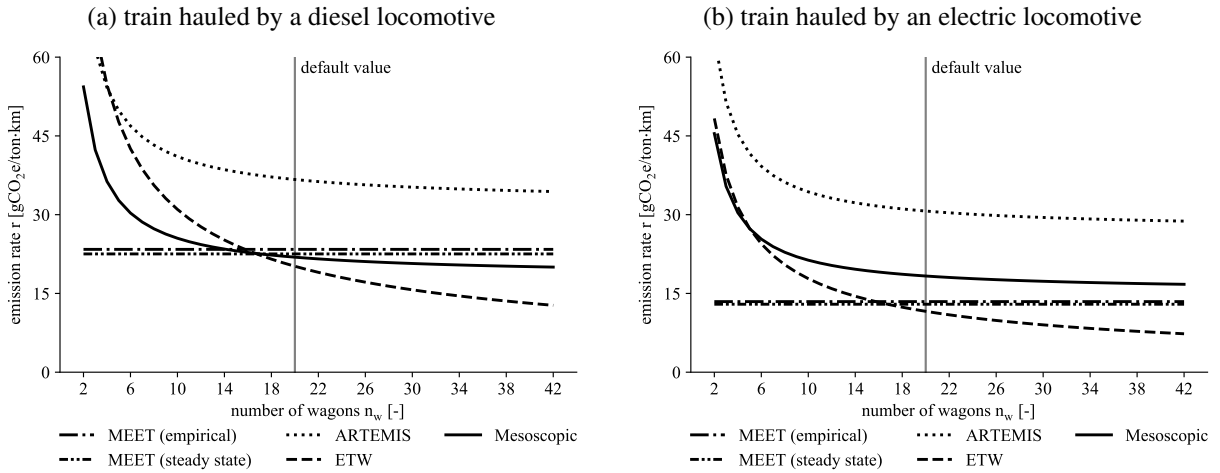 (a) train hauled by a diesel locomotive
60
45
30
15
0
emission rate r [gCO₂e/ton·km]
default value
2 6 10 14 18 22 26 30 34 38 42
number of wagons n_w [-]
MEET (empirical) ARTEMIS Mesoscopic
MEET (steady state) ETW
(b) train hauled by an electric locomotive
60
45
30
15
0
emission rate r [gCO₂e/ton·km]
default value
2 6 10 14 18 22 26 30 34 38 42
number of wagons n_w [-]
MEET (empirical) ARTEMIS Mesoscopic
MEET (steady state) ETW